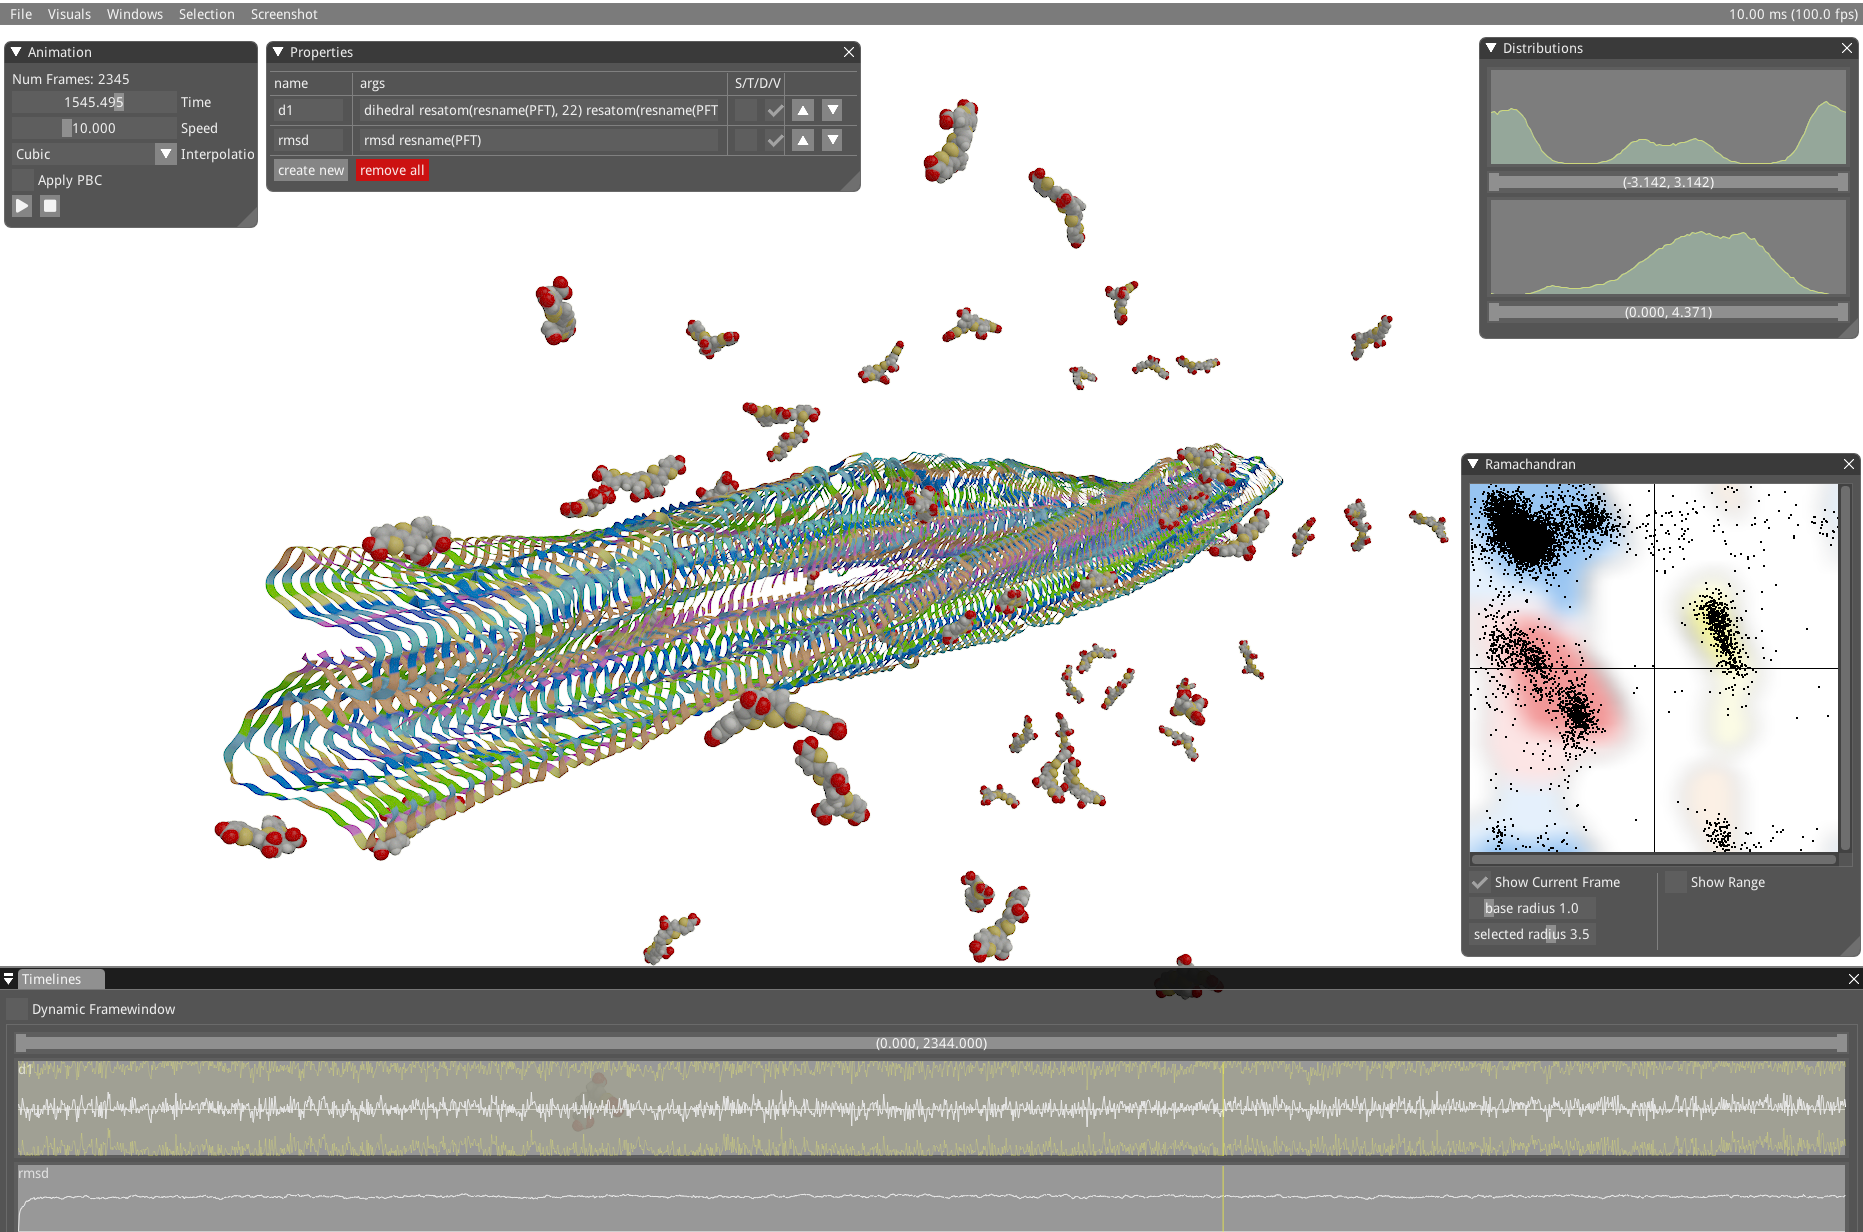 File Visuals Windows Selection Screenshot 10.00 ms (100.0 fps)
Animation
Num Frames: 2345
1545.495 Time
10.000 Speed
Cubic Interpolatio
Apply PBC
Properties
name args S/T/D/V
d1 dihedral resatom(resname(PFT), 22) resatom(resname(PFT
rmsd rmsd resname(PFT)
create new remove all
Distributions
(-3.142, 3.142)
(0.000, 4.371)
Ramachandran
Show Current Frame Show Range
base radius 1.0
selected radius 3.5
Timelines
Dynamic Framewindow
(0.000, 2344.000)
d1
rmsd